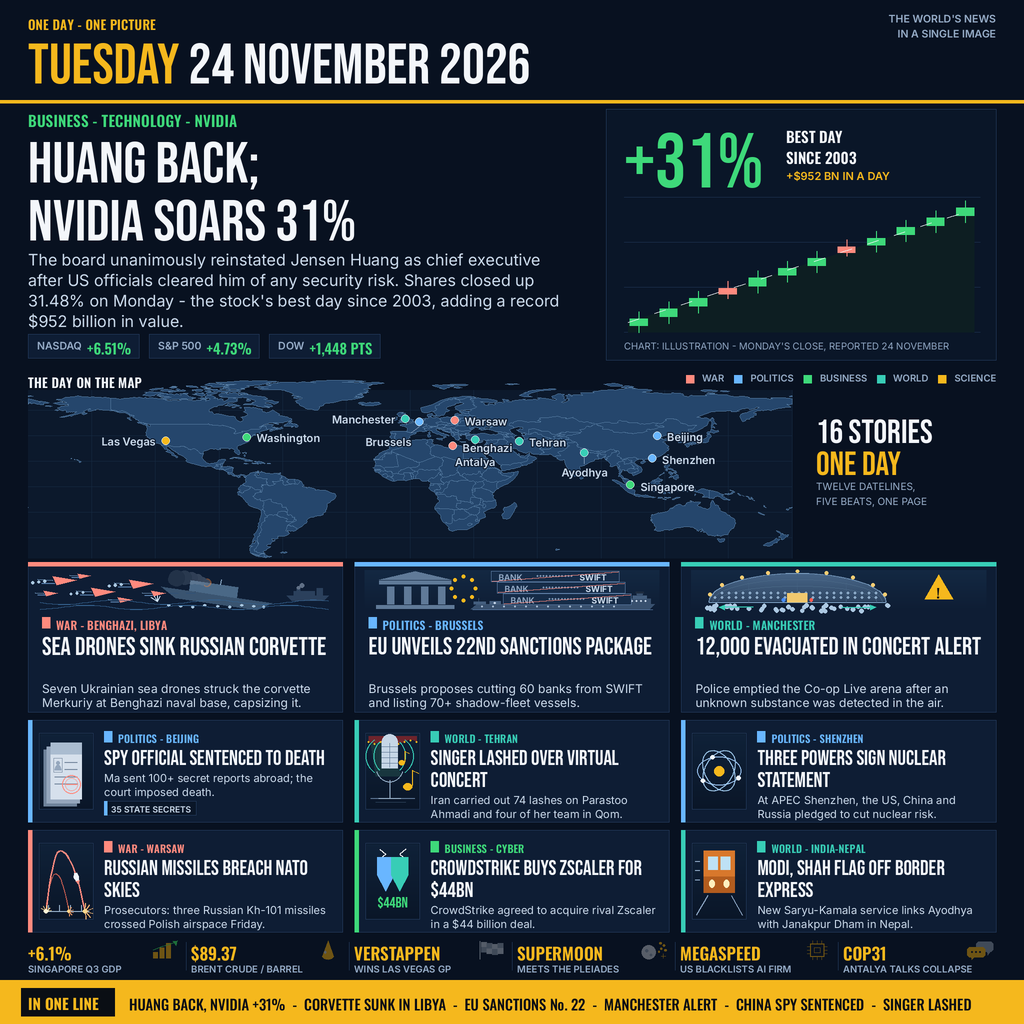 ONE DAY - ONE PICTURE
THE WORLD'S NEWS
IN A SINGLE IMAGE
TUESDAY 24 NOVEMBER 2026
BUSINESS - TECHNOLOGY - NVIDIA
HUANG BACK;
NVIDIA SOARS 31%
The board unanimously reinstated Jensen Huang as chief executive
after US officials cleared him of any security risk. Shares closed up
31.48% on Monday - the stock's best day since 2003, adding a record
$952 billion in value.
NASDAQ +6.51%
S&P 500 +4.73%
DOW +1,448 PTS
+31%
BEST DAY
SINCE 2003
+$952 BN IN A DAY
CHART: ILLUSTRATION - MONDAY'S CLOSE, REPORTED 24 NOVEMBER
THE DAY ON THE MAP
WAR
POLITICS
BUSINESS
WORLD
SCIENCE
Las Vegas
Washington
Manchester
Brussels
Warsaw
Benghazi
Antalya
Tehran
Ayodhya
Beijing
Shenzhen
Singapore
16 STORIES
ONE DAY
TWELVE DATELINES,
FIVE BEATS, ONE PAGE
WAR - BENGHAZI, LIBYA
SEA DRONES SINK RUSSIAN CORVETTE
Seven Ukrainian sea drones struck the corvette
Merkuriy at Benghazi naval base, capsizing it.
BANK SWIFT
BANK SWIFT
BANK SWIFT
POLITICS - BRUSSELS
EU UNVEILS 22ND SANCTIONS PACKAGE
Brussels proposes cutting 60 banks from SWIFT
and listing 70+ shadow-fleet vessels.
!
WORLD - MANCHESTER
12,000 EVACUATED IN CONCERT ALERT
Police emptied the Co-op Live arena after an
unknown substance was detected in the air.
POLITICS - BEIJING
SPY OFFICIAL SENTENCED TO DEATH
Ma sent 100+ secret reports abroad; the
court imposed death.
35 STATE SECRETS
WORLD - TEHRAN
SINGER LASHED OVER VIRTUAL
CONCERT
Iran carried out 74 lashes on Parastoo
Ahmadi and four of her team in Qom.
POLITICS - SHENZHEN
THREE POWERS SIGN NUCLEAR
STATEMENT
At APEC Shenzhen, the US, China and
Russia pledged to cut nuclear risk.
WAR - WARSAW
RUSSIAN MISSILES BREACH NATO
SKIES
Prosecutors: three Russian Kh-101 missiles
crossed Polish airspace Friday.
$44BN
BUSINESS - CYBER
CROWDSTRIKE BUYS ZSCALER FOR
$44BN
CrowdStrike agreed to acquire rival Zscaler
in a $44 billion deal.
WORLD - INDIA-NEPAL
MODI, SHAH FLAG OFF BORDER
EXPRESS
New Saryu-Kamala service links Ayodhya
with Janakpur Dham in Nepal.
+6.1%
SINGAPORE Q3 GDP
$89.37
BRENT CRUDE / BARREL
VERSTAPPEN
WINS LAS VEGAS GP
SUPERMOON
MEETS THE PLEIADES
MEGASPEED
US BLACKLISTS AI FIRM
COP31
ANTALYA TALKS COLLAPSE
IN ONE LINE
HUANG BACK, NVIDIA +31% - CORVETTE SUNK IN LIBYA - EU SANCTIONS No. 22 - MANCHESTER ALERT - CHINA SPY SENTENCED - SINGER LASHED